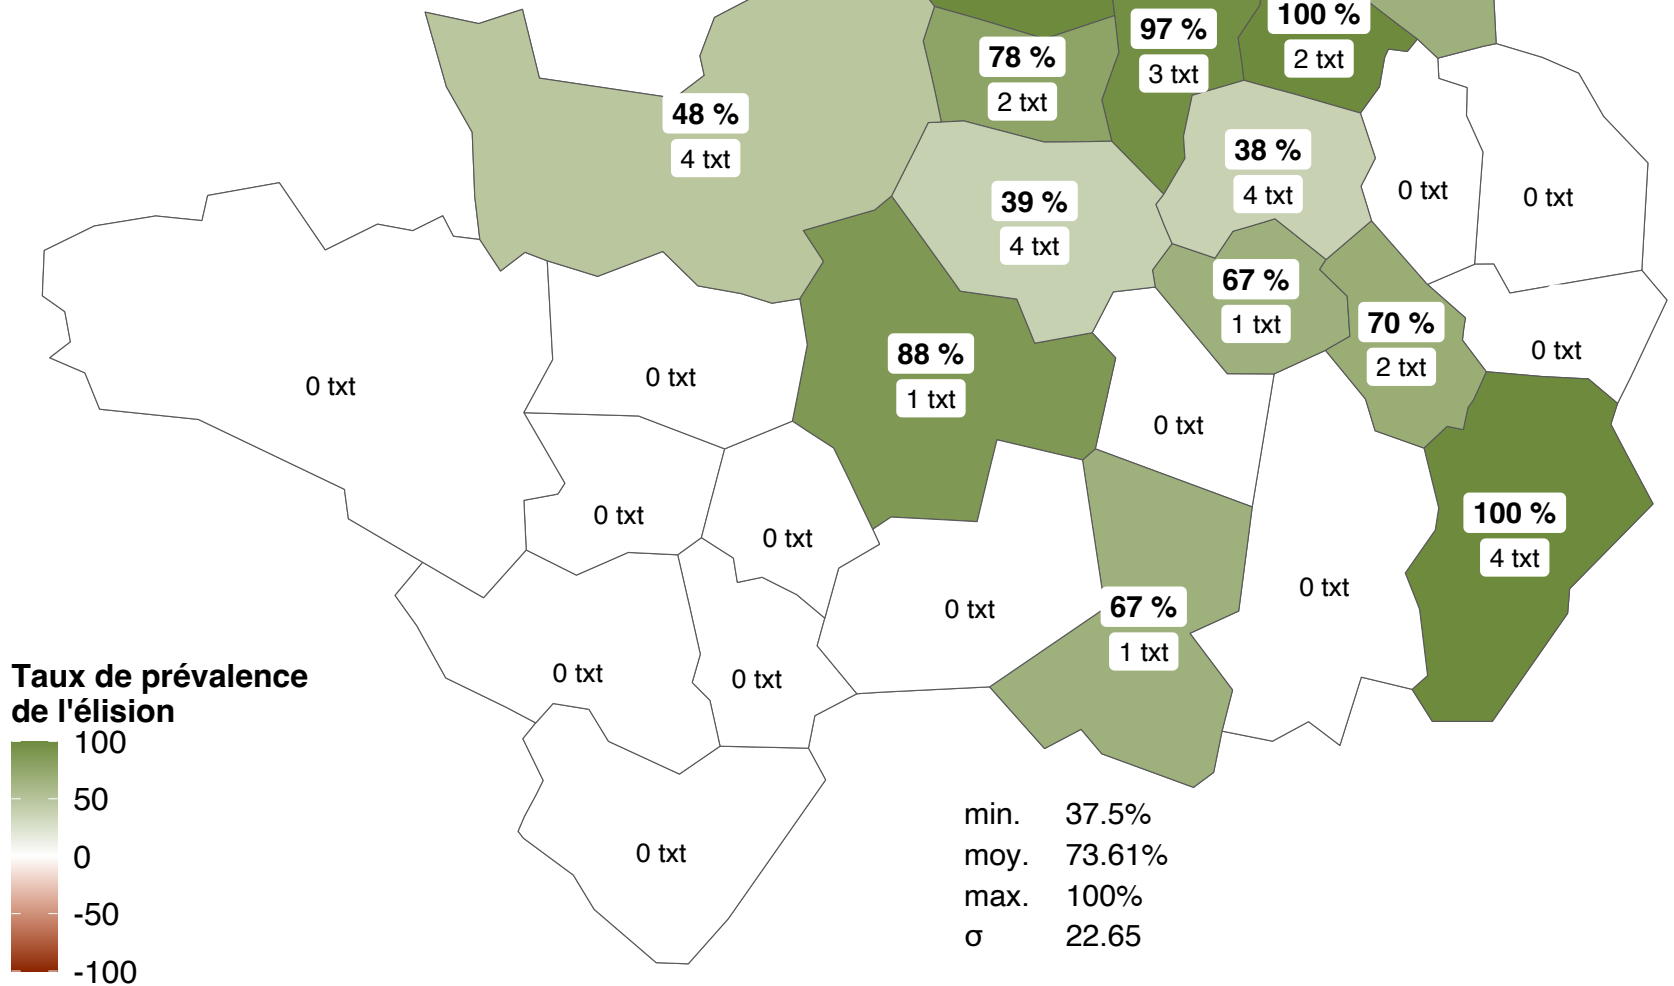 100 %
2 txt
97 %
3 txt
78 %
2 txt
48 %
4 txt
38 %
4 txt
0 txt
0 txt
39 %
4 txt
67 %
1 txt
70 %
2 txt
0 txt
88 %
1 txt
0 txt
0 txt
0 txt
100 %
4 txt
0 txt
0 txt
0 txt
0 txt
67 %
1 txt
0 txt
0 txt
0 txt
0 txt
Taux de prévalence
de l'élision
100
50
0
-50
-100
min. 37.5%
moy. 73.61%
max. 100%
σ 22.65